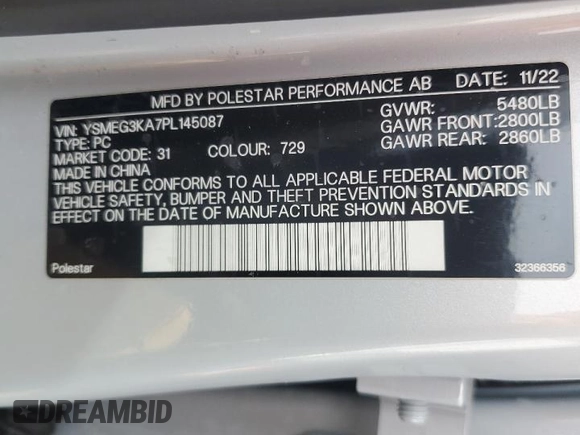 MFD BY POLESTAR PERFORMANCE AB DATE: 11/22
VIN: YSMEG3KA7PL145087 GVWR: 5480LB
TYPE: PC GAWR FRONT:2800LB
MARKET CODE: 31 COLOUR: 729 GAWR REAR: 2860LB
MADE IN CHINA
THIS VEHICLE CONFORMS TO ALL APPLICABLE FEDERAL MOTOR
VEHICLE SAFETY, BUMPER AND THEFT PREVENTION STANDARDS IN
EFFECT ON THE DATE OF MANUFACTURE SHOWN ABOVE.
Polestar 32366356
DREAMBID